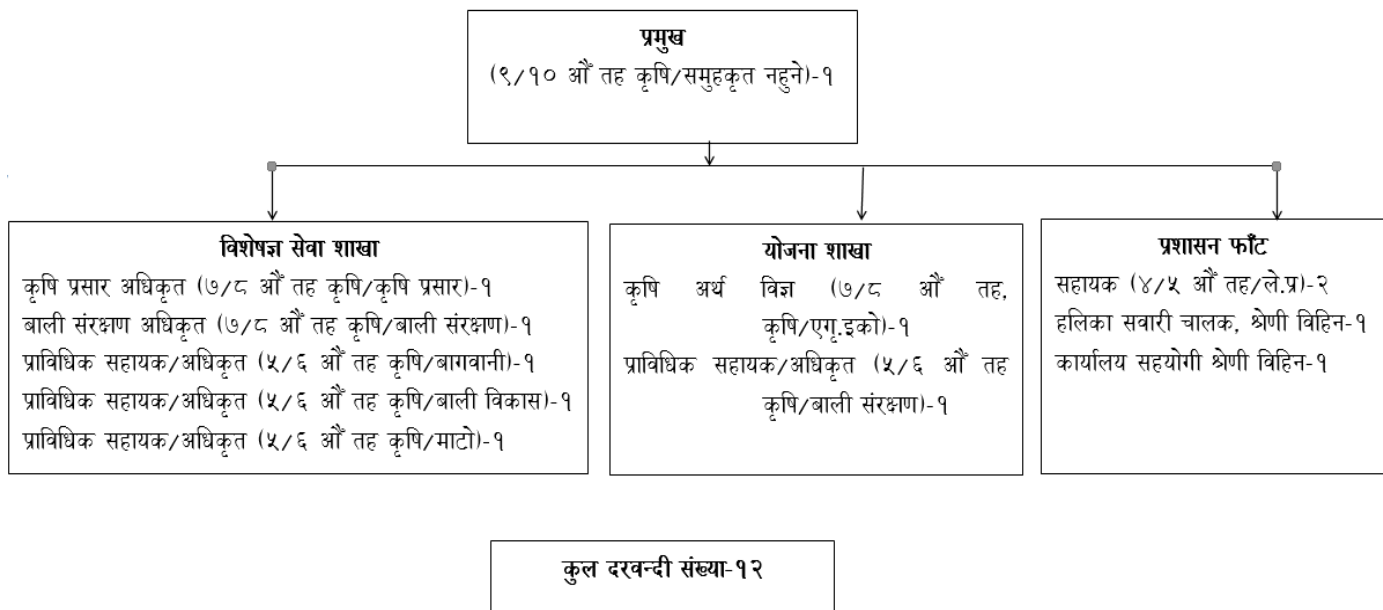 प्रमुख
(९/१० औँ तह कृषि/समुहकृत नहुने)-१
विशेषज्ञ सेवा शाखा
कृषि प्रसार अधिकृत (७/८ औँ तह कृषि/कृषि प्रसार)-१
बाली संरक्षण अधिकृत (७/८ औँ तह कृषि/बाली संरक्षण)-१
प्राविधिक सहायक/अधिकृत (५/६ औँ तह कृषि/बागवानी)-१
प्राविधिक सहायक/अधिकृत (५/६ औँ तह कृषि/बाली विकास)-१
प्राविधिक सहायक/अधिकृत (५/६ औँ तह कृषि/माटो)-१
योजना शाखा
कृषि अर्थ विज्ञ (७/८ औँ तह,
कृषि/एगृ.इको)-१
प्राविधिक सहायक/अधिकृत (५/६ औँ तह
कृषि/बाली संरक्षण)-१
प्रशासन फाँट
सहायक (४/५ औँ तह/ले.प्र)-२
हलिका सवारी चालक, श्रेणी विहिन-१
कार्यालय सहयोगी श्रेणी विहिन-१
कुल दरवन्दी संख्या-१२